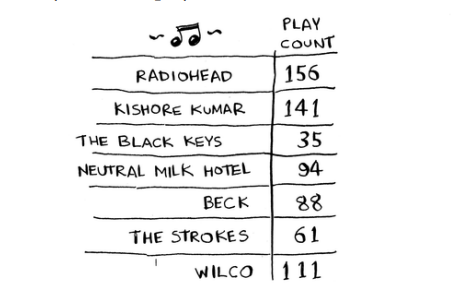 PLAY
COUNT
RADIOHEAD 156
KISHORE KUMAR 141
THE BLACK KEYS 35
NEUTRAL MILK HOTEL 94
BECK 88
THE STROKES 61
WILCO 111